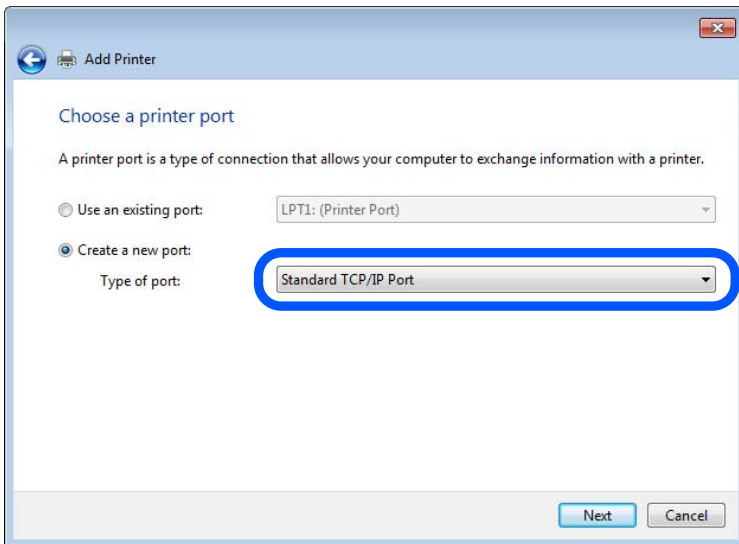 Add Printer
Choose a printer port
A printer port is a type of connection that allows your computer to exchange information with a printer.
Use an existing port: LPT1: (Printer Port)
Create a new port:
Type of port: Standard TCP/IP Port
Next Cancel